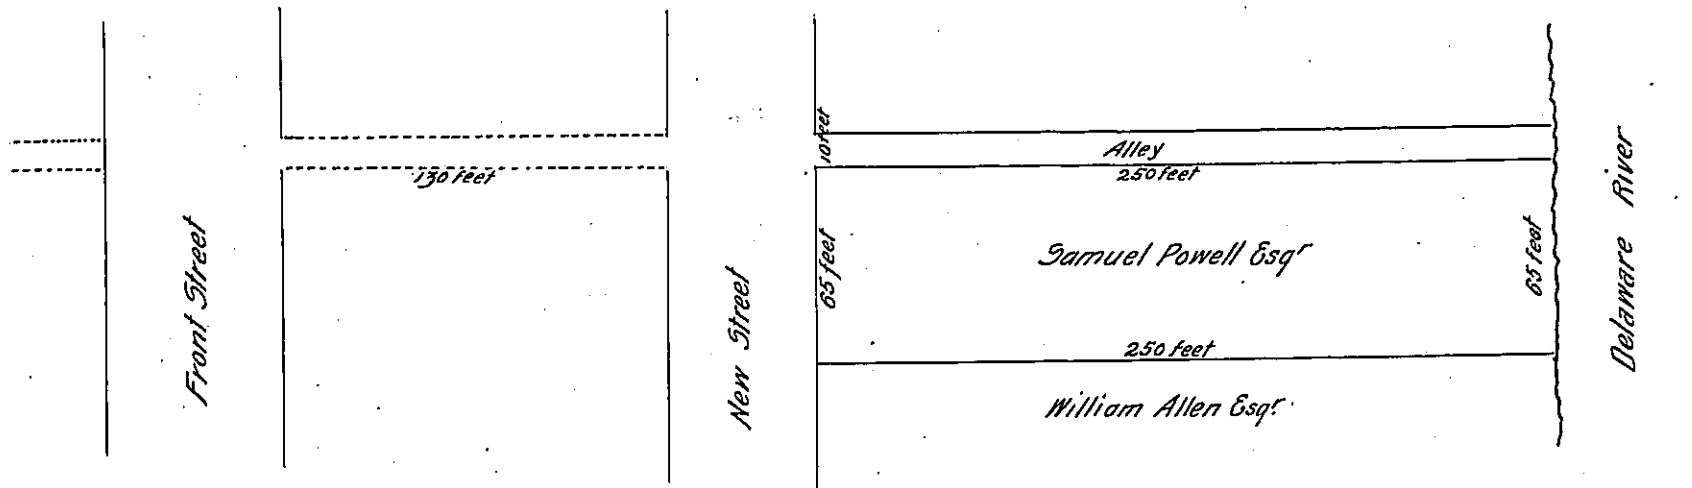 Front Street
130 feet
New Street
10 feet
Alley
250 feet
65 feet
Samuel Powell Esqr
65 feet
250 feet
William Allen Esqr.
Delaware River